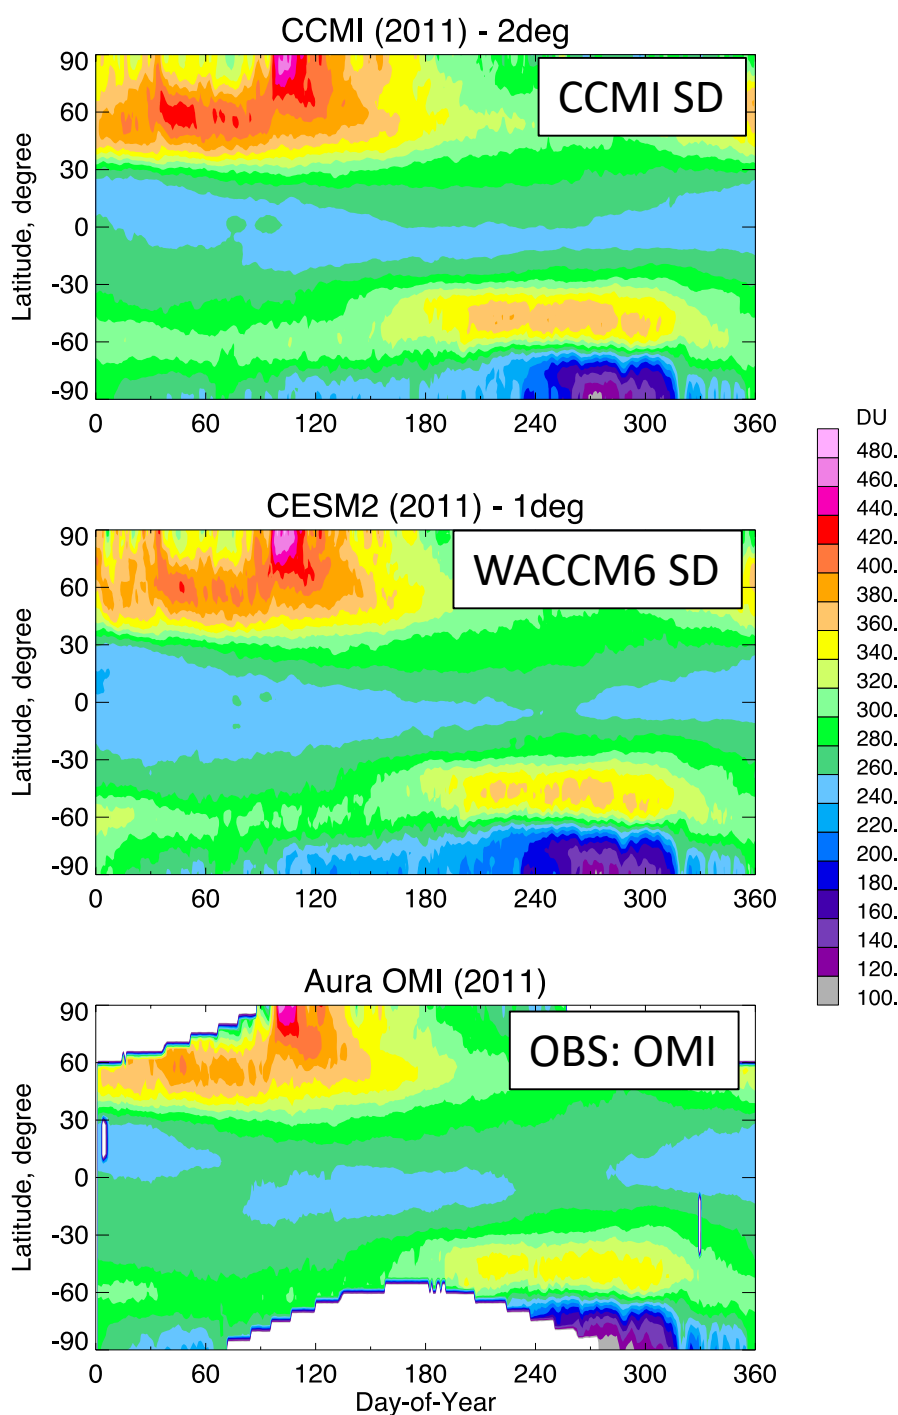 CCMI (2011) - 2deg
CCMI SD
Latitude, degree
90
60
30
0
-30
-60
-90
0 60 120 180 240 300 360
CESM2 (2011) - 1deg
WACCM6 SD
Latitude, degree
90
60
30
0
-30
-60
-90
0 60 120 180 240 300 360
DU
480.
460.
440.
420.
400.
380.
360.
340.
320.
300.
280.
260.
240.
220.
200.
180.
160.
140.
120.
100.
Aura OMI (2011)
OBS: OMI
Latitude, degree
90
60
30
0
-30
-60
-90
0 60 120 180 240 300 360
Day-of-Year